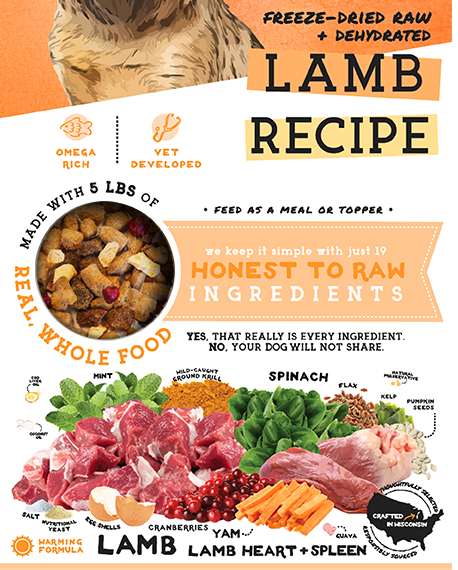 FREEZE-DRIED RAW
+ DEHYDRATED
LAMB
RECIPE
OMEGA
RICH
VET
DEVELOPED
MADE WITH 5 LBS OF
REAL, WHOLE FOOD
• FEED AS A MEAL OR TOPPER •
we keep it simple with just 19
HONEST TO RAW
INGREDIENTS
YES, THAT REALLY IS EVERY INGREDIENT.
NO, YOUR DOG WILL NOT SHARE.
COD
LIVER
OIL
MINT
WILD-CAUGHT
GROUND KRILL
SPINACH
FLAX
NATURAL
PRESERVATIVE
KELP
PUMPKIN
SEEDS
COCONUT
OIL
SALT
NUTRITIONAL
YEAST
EGG SHELLS
CRANBERRIES
YAM
GUAVA
LAMB
LAMB HEART + SPLEEN
WARMING
FORMULA
THOUGHTFULLY SELECTED
CRAFTED
IN WISCONSIN
RESPONSIBLY SOURCED